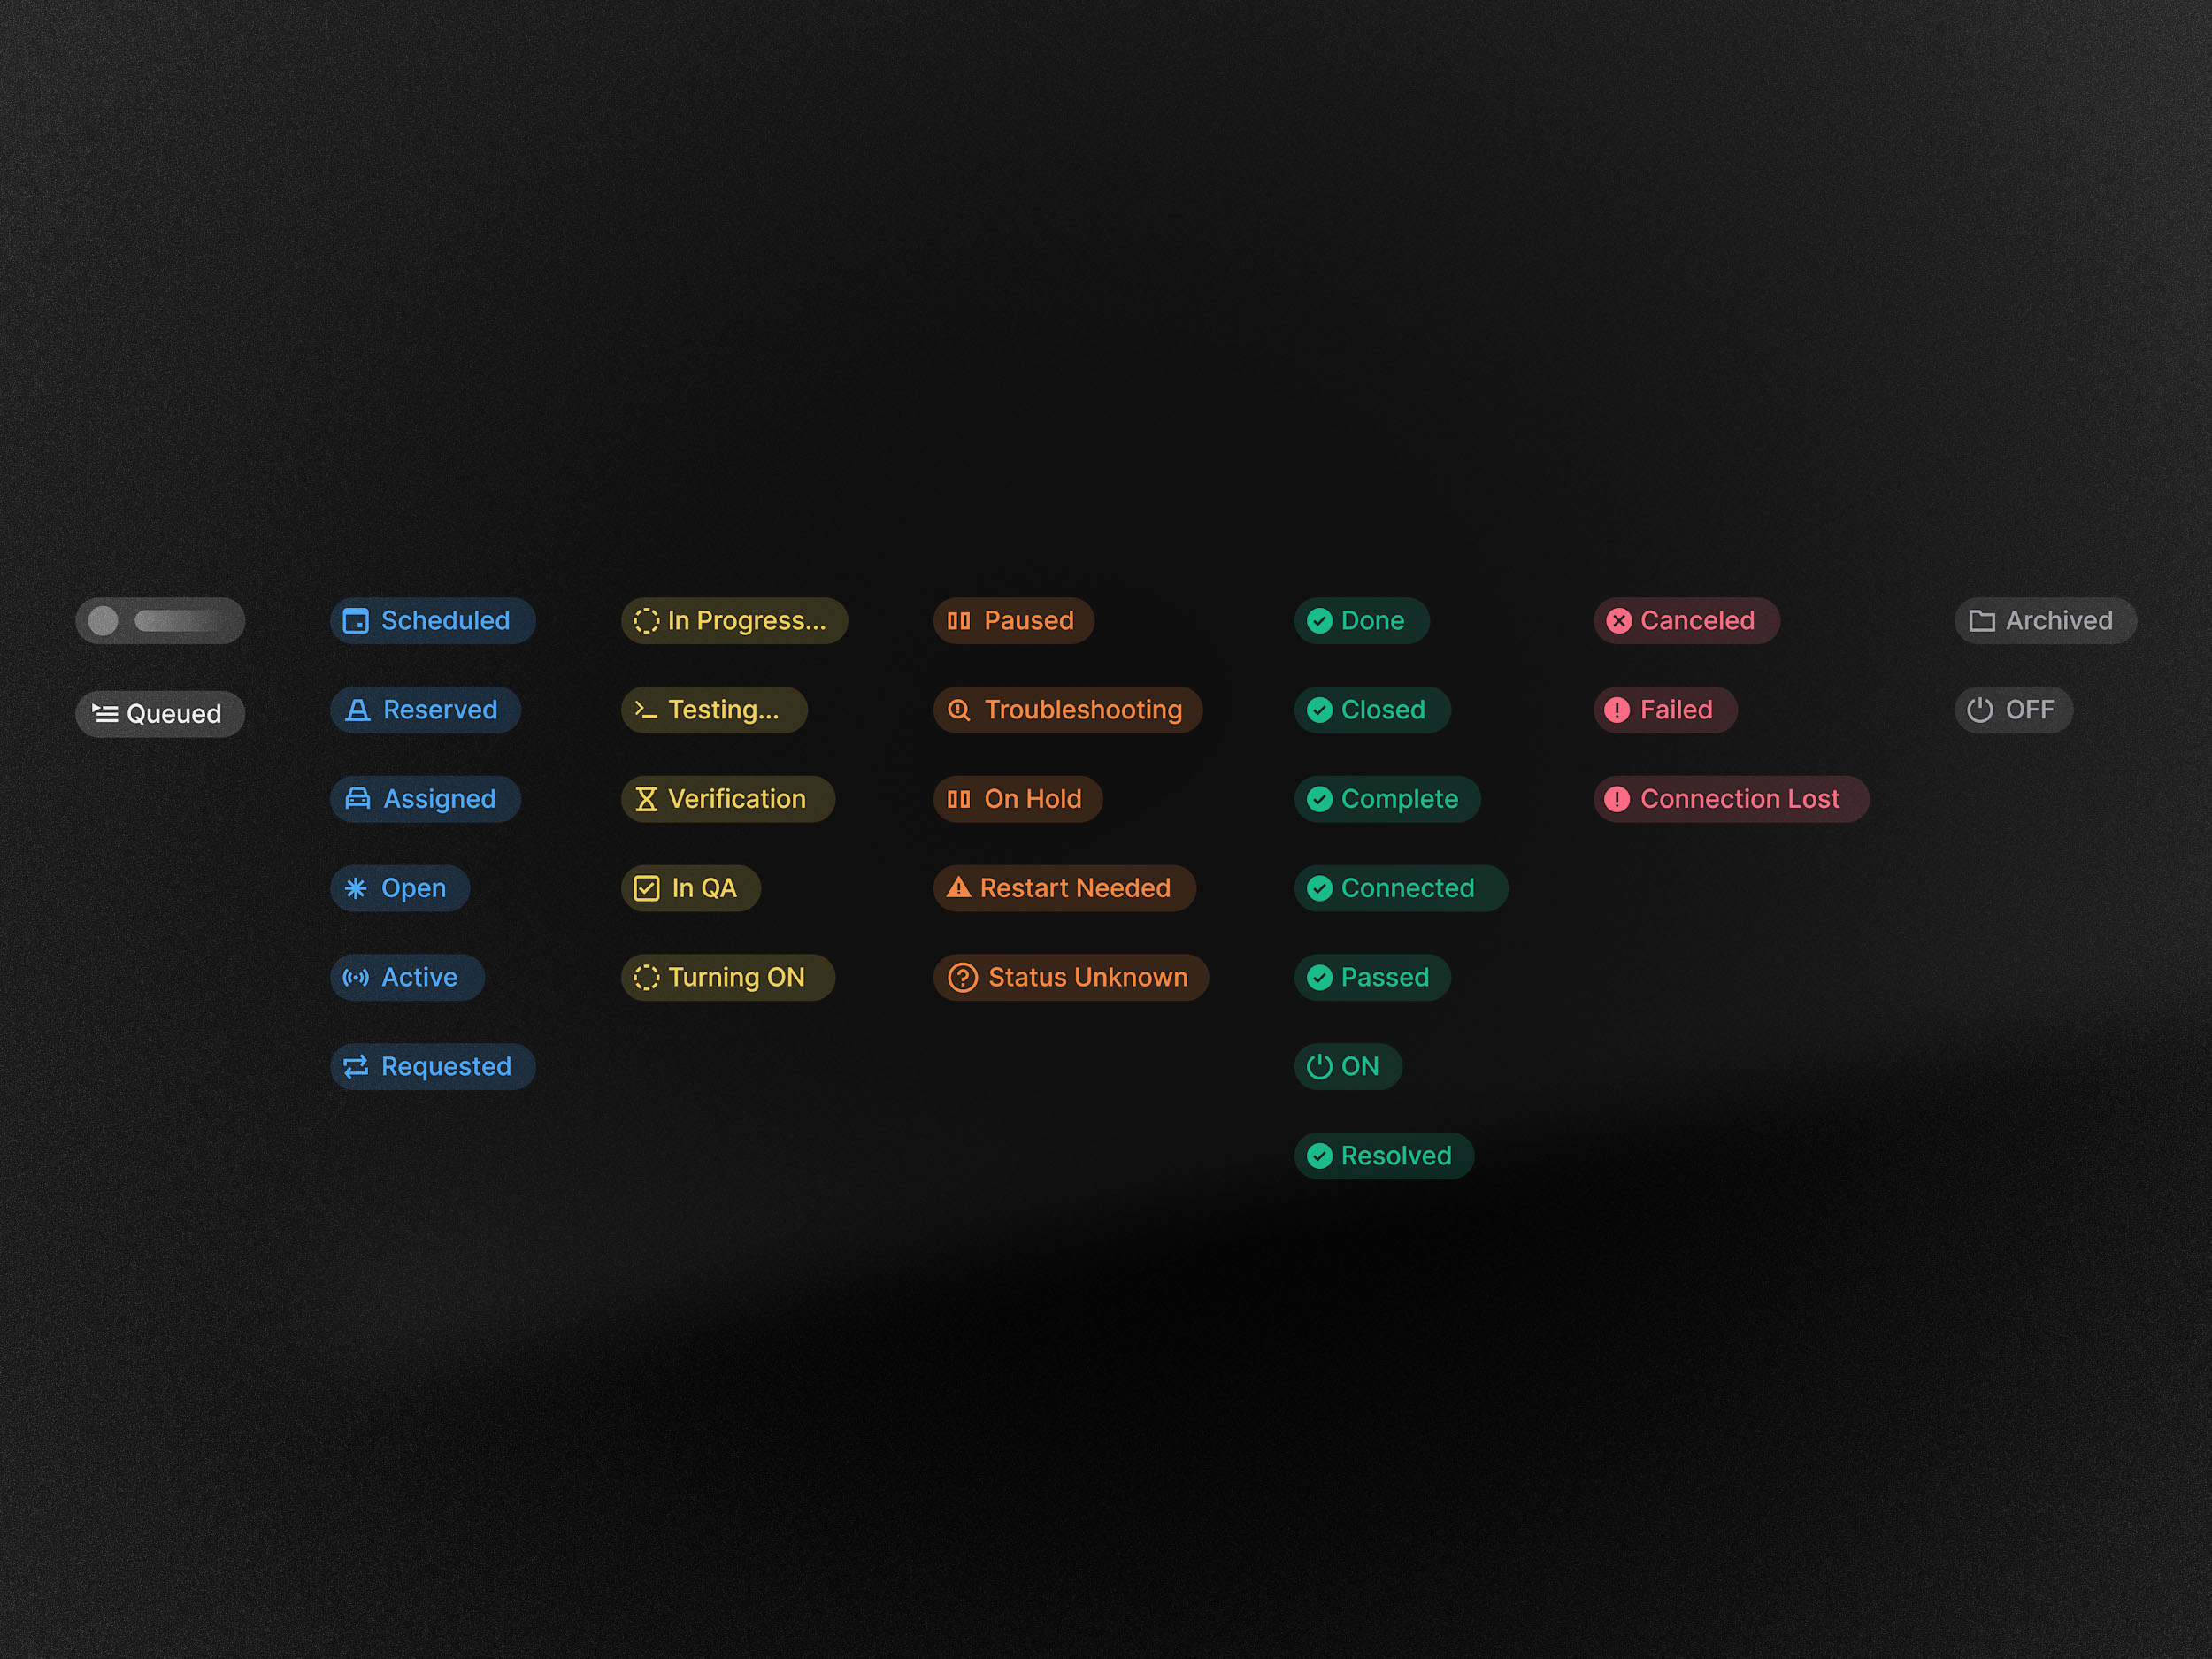 Queued
Scheduled
Reserved
Assigned
Open
Active
Requested
In Progress...
Testing...
Verification
In QA
Turning ON
Paused
Troubleshooting
On Hold
Restart Needed
Status Unknown
Done
Closed
Complete
Connected
Passed
ON
Resolved
Canceled
Failed
Connection Lost
Archived
OFF